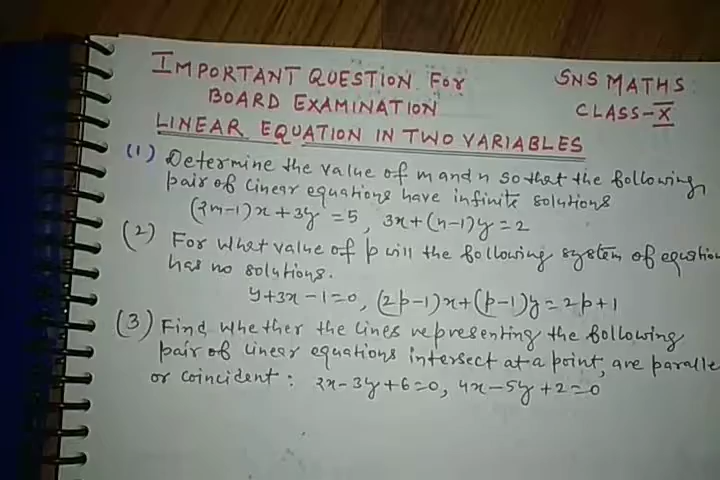 IMPORTANT QUESTION FOR
BOARD EXAMINATION
LINEAR EQUATION IN TWO VARIABLES
SNS MATHS
CLASS-X
(1) Determine the value of m and n so that the following
pair of linear equations have infinite solutions
(2m-1)x+3y=5, 3x+(n-1)y=2
(2) For what value of p will the following system of equation
has no solutions.
y+3x-1=0, (2p-1)x+(p-1)y=2p+1
(3) Find whether the lines representing the following
pair of linear equations intersect at a point, are paralle
or coincident: 2x-3y+6=0, 4x-5y+2=0